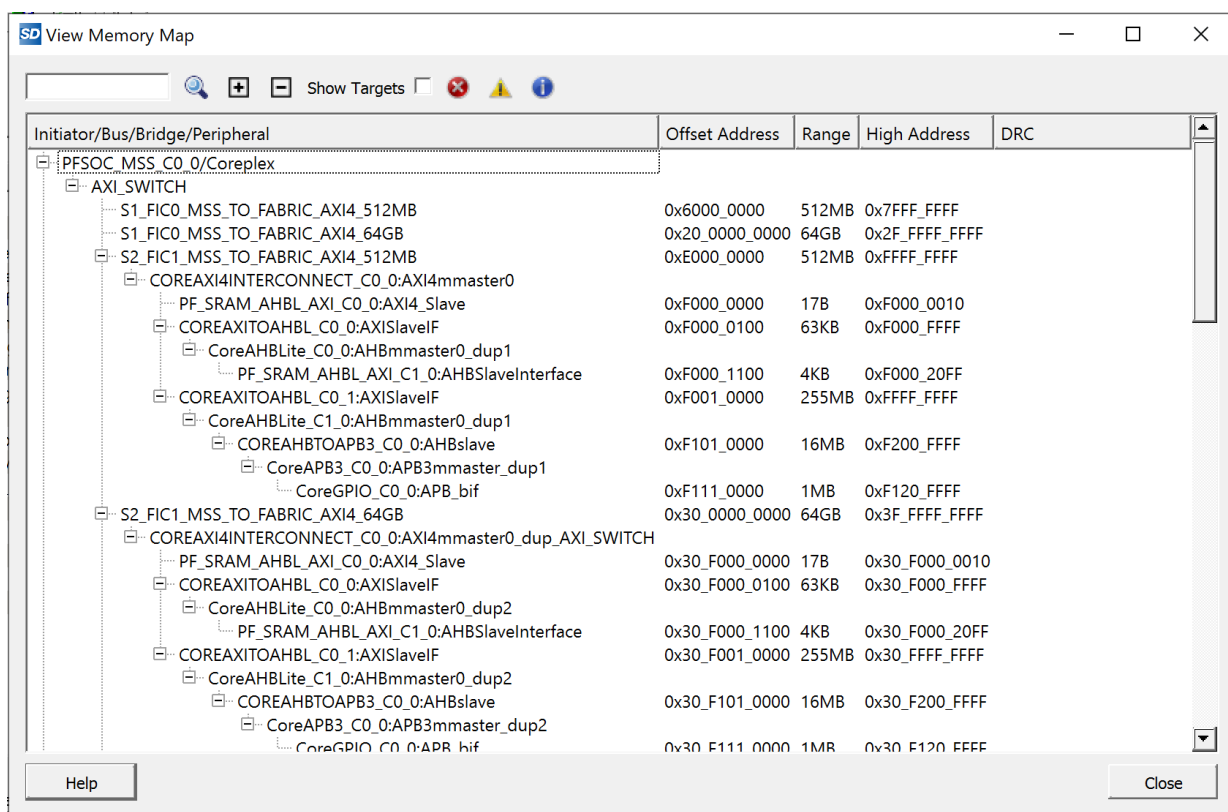 SD View Memory Map
Show Targets
Initiator/Bus/Bridge/Peripheral Offset Address Range High Address DRC
PFSOC_MSS_C0_0/Coreplex
AXI_SWITCH
S1_FIC0_MSS_TO_FABRIC_AXI4_512MB 0x6000_0000 512MB 0x7FFF_FFFF
S1_FIC0_MSS_TO_FABRIC_AXI4_64GB 0x20_0000_0000 64GB 0x2F_FFFF_FFFF
S2_FIC1_MSS_TO_FABRIC_AXI4_512MB 0xE000_0000 512MB 0xFFFF_FFFF
COREAXI4INTERCONNECT_C0_0:AXI4mmaster0
PF_SRAM_AHBL_AXI_C0_0:AXI4_Slave 0xF000_0000 17B 0xF000_0010
COREAXITOAHBL_C0_0:AXISlaveIF 0xF000_0100 63KB 0xF000_FFFF
CoreAHBLite_C0_0:AHBmmaster0_dup1
PF_SRAM_AHBL_AXI_C1_0:AHBSlaveInterface 0xF000_1100 4KB 0xF000_20FF
COREAXITOAHBL_C0_1:AXISlaveIF 0xF001_0000 255MB 0xFFFF_FFFF
CoreAHBLite_C1_0:AHBmmaster0_dup1
COREAHBTOAPB3_C0_0:AHBslave 0xF101_0000 16MB 0xF200_FFFF
CoreAPB3_C0_0:APB3mmaster_dup1
CoreGPIO_C0_0:APB_bif 0xF111_0000 1MB 0xF120_FFFF
S2_FIC1_MSS_TO_FABRIC_AXI4_64GB 0x30_0000_0000 64GB 0x3F_FFFF_FFFF
COREAXI4INTERCONNECT_C0_0:AXI4mmaster0_dup_AXI_SWITCH
PF_SRAM_AHBL_AXI_C0_0:AXI4_Slave 0x30_F000_0000 17B 0x30_F000_0010
COREAXITOAHBL_C0_0:AXISlaveIF 0x30_F000_0100 63KB 0x30_F000_FFFF
CoreAHBLite_C0_0:AHBmmaster0_dup2
PF_SRAM_AHBL_AXI_C1_0:AHBSlaveInterface 0x30_F000_1100 4KB 0x30_F000_20FF
COREAXITOAHBL_C0_1:AXISlaveIF 0x30_F001_0000 255MB 0x30_FFFF_FFFF
CoreAHBLite_C1_0:AHBmmaster0_dup2
COREAHBTOAPB3_C0_0:AHBslave 0x30_F101_0000 16MB 0x30_F200_FFFF
CoreAPB3_C0_0:APB3mmaster_dup2
CoreGPIO_C0_0:APB_bif 0x30_F111_0000 1MB 0x30_F120_FFFF
Help Close